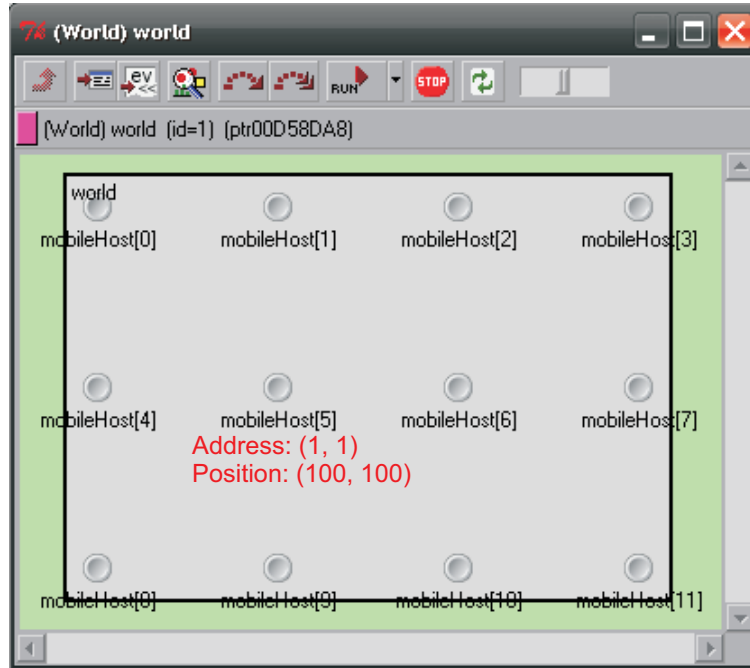 (World) world
ev
<<
RUN
STOP
(World) world (id=1) (ptr00D58DA8)
world
mobileHost[0] mobileHost[1] mobileHost[2] mobileHost[3]
mobileHost[4] mobileHost[5] mobileHost[6] mobileHost[7]
Address: (1, 1)
Position: (100, 100)
mobileHost[8] mobileHost[9] mobileHost[10] mobileHost[11]